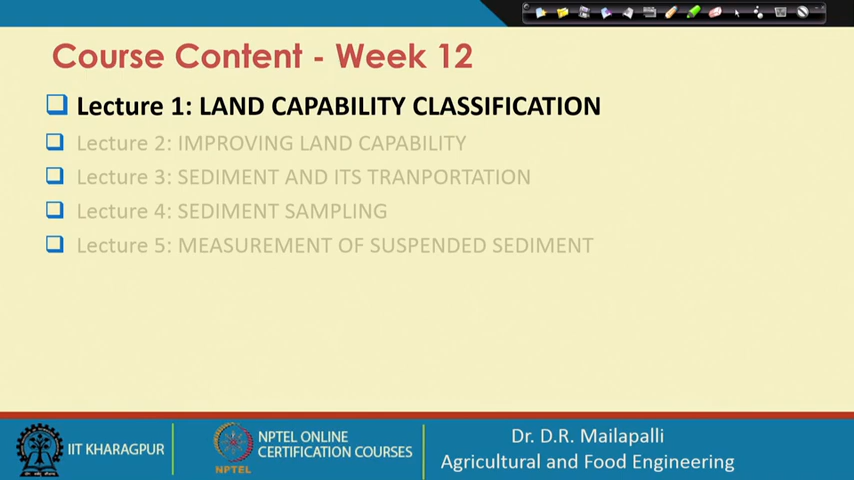 Course Content - Week 12
Lecture 1: LAND CAPABILITY CLASSIFICATION
Lecture 2: IMPROVING LAND CAPABILITY
Lecture 3: SEDIMENT AND ITS TRANPORTATION
Lecture 4: SEDIMENT SAMPLING
Lecture 5: MEASUREMENT OF SUSPENDED SEDIMENT
IIT KHARAGPUR
NPTEL
NPTEL ONLINE
CERTIFICATION COURSES
Dr. D.R. Mailapalli
Agricultural and Food Engineering